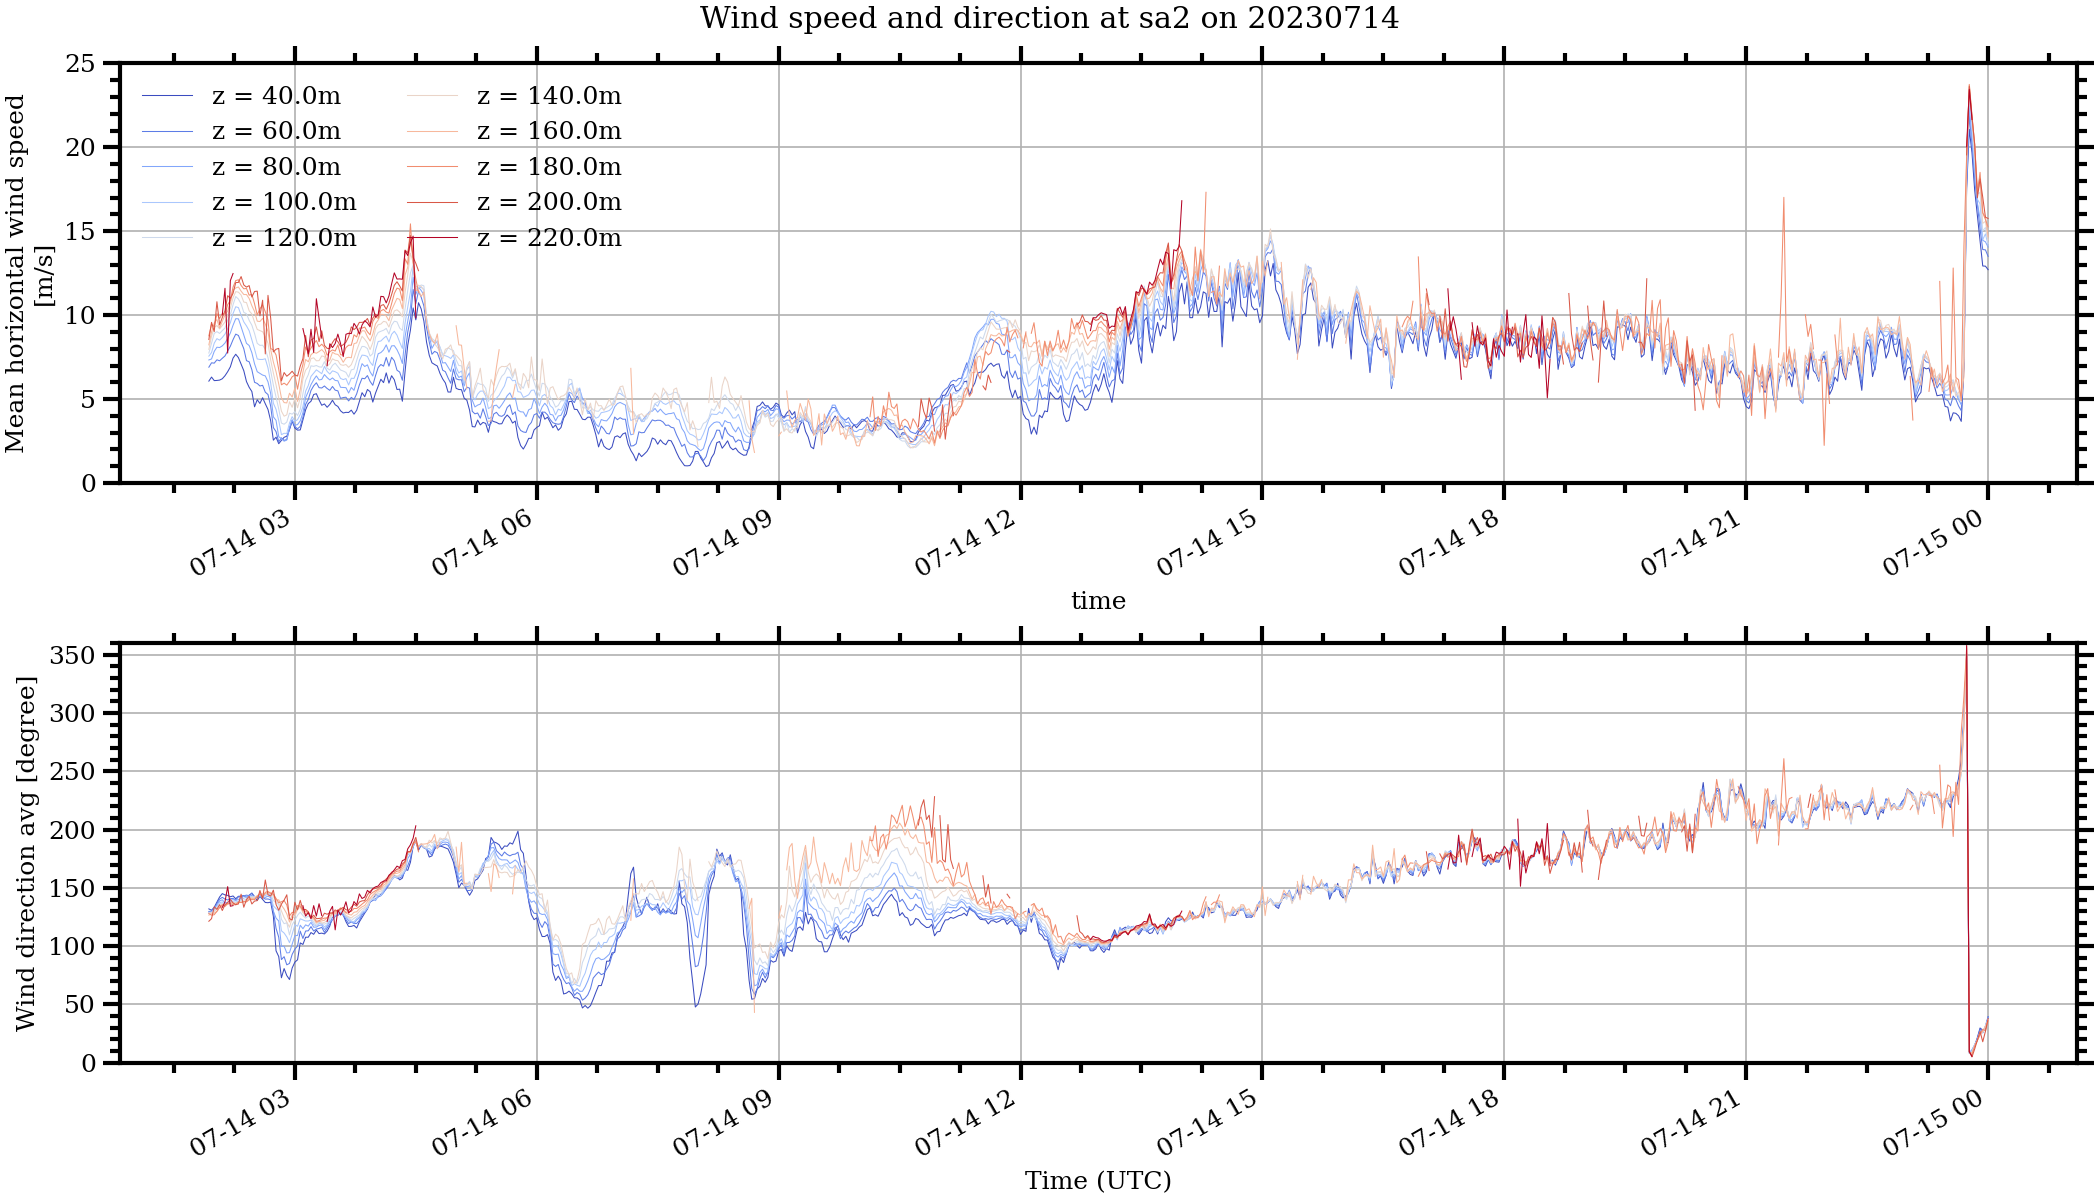 Wind speed and direction at sa2 on 20230714
Mean horizontal wind speed
[m/s]
25
20
15
10
5
0
z = 40.0m
z = 60.0m
z = 80.0m
z = 100.0m
z = 120.0m
z = 140.0m
z = 160.0m
z = 180.0m
z = 200.0m
z = 220.0m
07-14 03
07-14 06
07-14 09
07-14 12
07-14 15
07-14 18
07-14 21
07-15 00
time
Wind direction avg [degree]
350
300
250
200
150
100
50
0
07-14 03
07-14 06
07-14 09
07-14 12
07-14 15
07-14 18
07-14 21
07-15 00
Time (UTC)